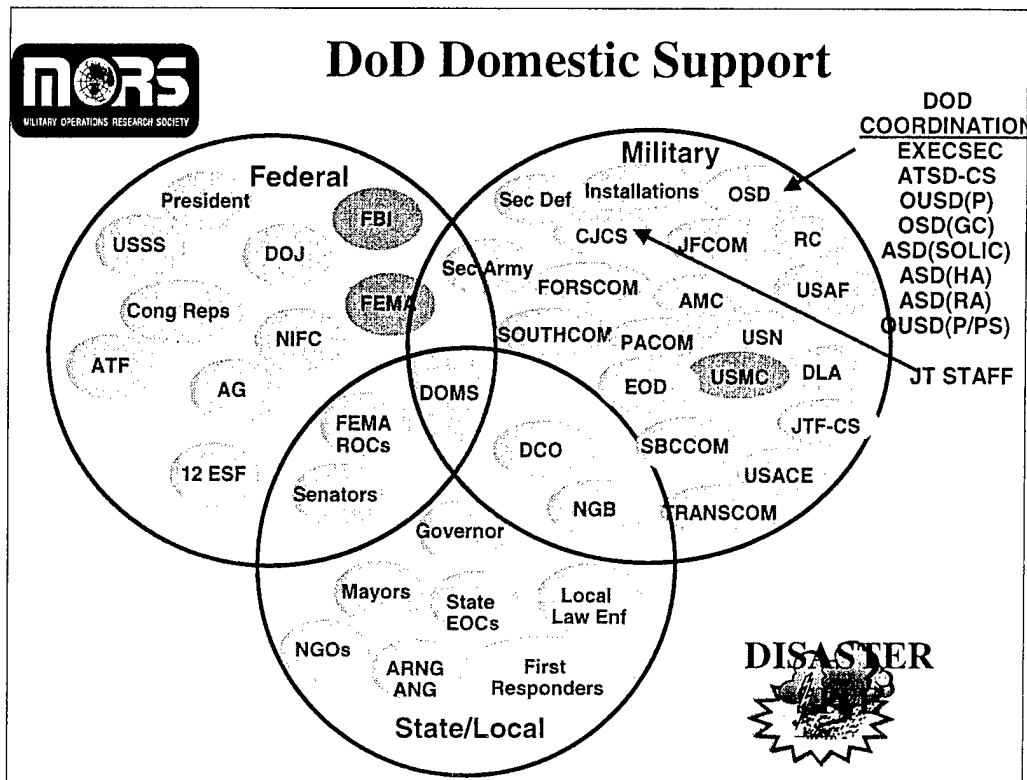 MORS
MILITARY OPERATIONS RESEARCH SOCIETY
DoD Domestic Support
DOD
COORDINATION
EXECSEC
ATSD-CS
OUSD(P)
OSD(GC)
ASD(SOLIC)
ASD(HA)
ASD(RA)
OUSD(P/PS)
JT STAFF
Federal
President
FBI
USSS
DOJ
FEMA
Cong Reps
NIFC
ATF
AG
12 ESF
Military
Sec Def
Installations
OSD
CJCS
JFCOM
RC
Sec Army
FORSCOM
AMC
USAF
SOUTHCOM
PACOM
USN
EOD
USMC
DLA
JTF-CS
SBCCOM
USACE
TRANSCOM
DOMS
FEMA
ROCs
Senators
DCO
NGB
Governor
Mayors
State
EOCs
Local
Law Enf
NGOs
ARNG
ANG
First
Responders
State/Local
DISASTER